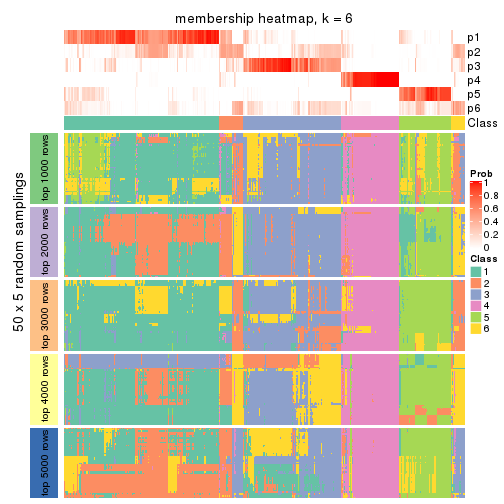 membership heatmap, k = 6
p1
p2
p3
p4
p5
p6
Class
50 x 5 random samplings
top 1000 rows
top 2000 rows
top 3000 rows
top 4000 rows
top 5000 rows
Prob
1
0.8
0.6
0.4
0.2
0
Class
1
2
3
4
5
6